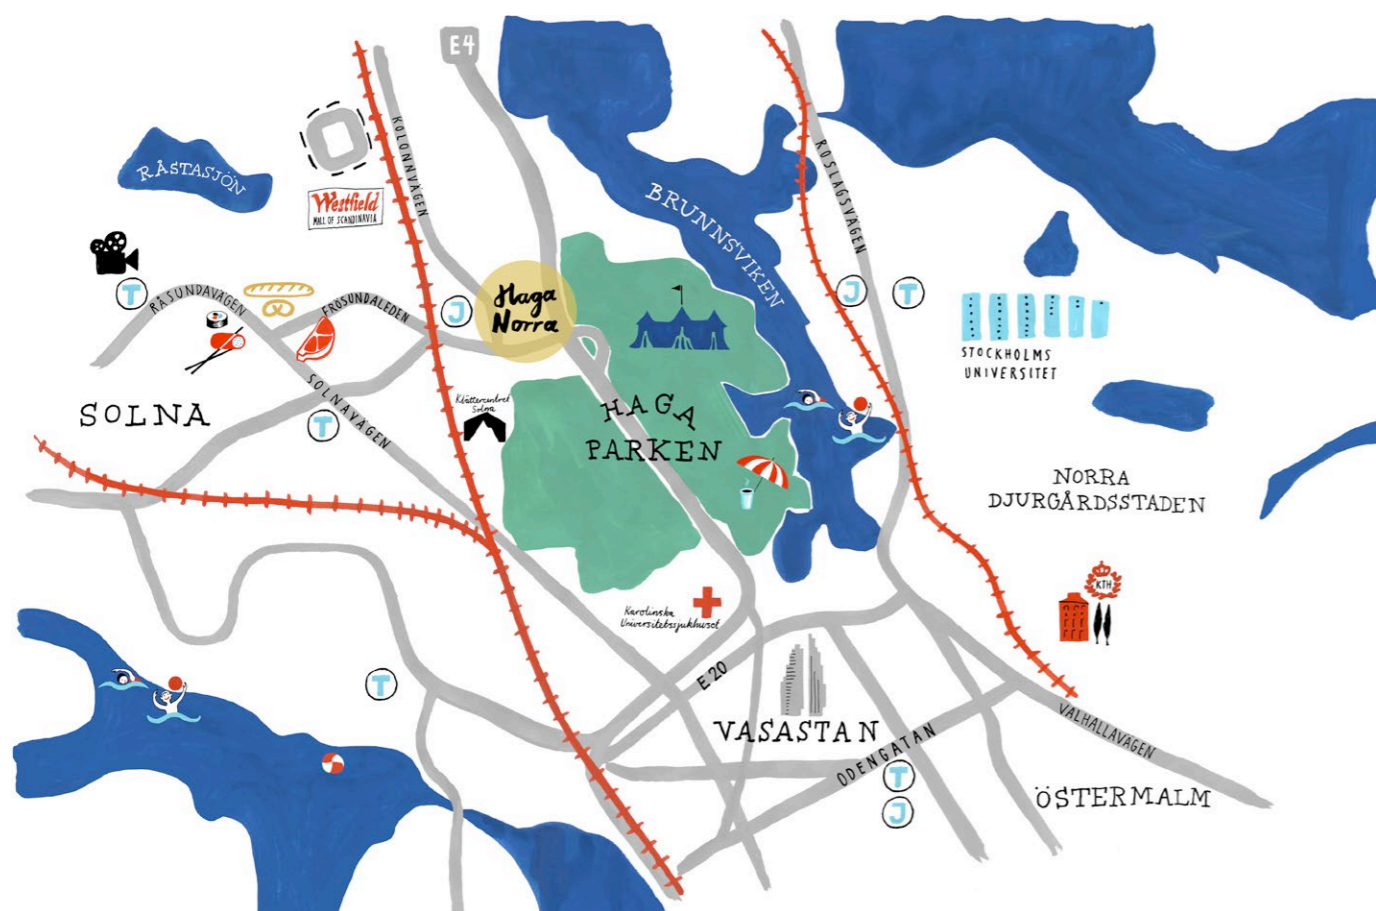 E4
KOLONNVÄGEN
ROSLAGSVÄGEN
RÅSTASJÖN
Westfield
MALL OF SCANDINAVIA
BRUNNSVIKEN
T
RÅSUNDAVÄGEN
FRÖSUNDALEDEN
J
Haga
Norra
J
T
STOCKHOLMS
UNIVERSITET
SOLNA
SOLNAVÄGEN
T
Klättercentret
Solna
HAGA
PARKEN
NORRA
DJURGÅRDSSTADEN
KTH
Karolinska
Universitetssjukhuset
T
E20
VASASTAN
ODENGATAN
VALHALLAVÄGEN
T
J
ÖSTERMALM